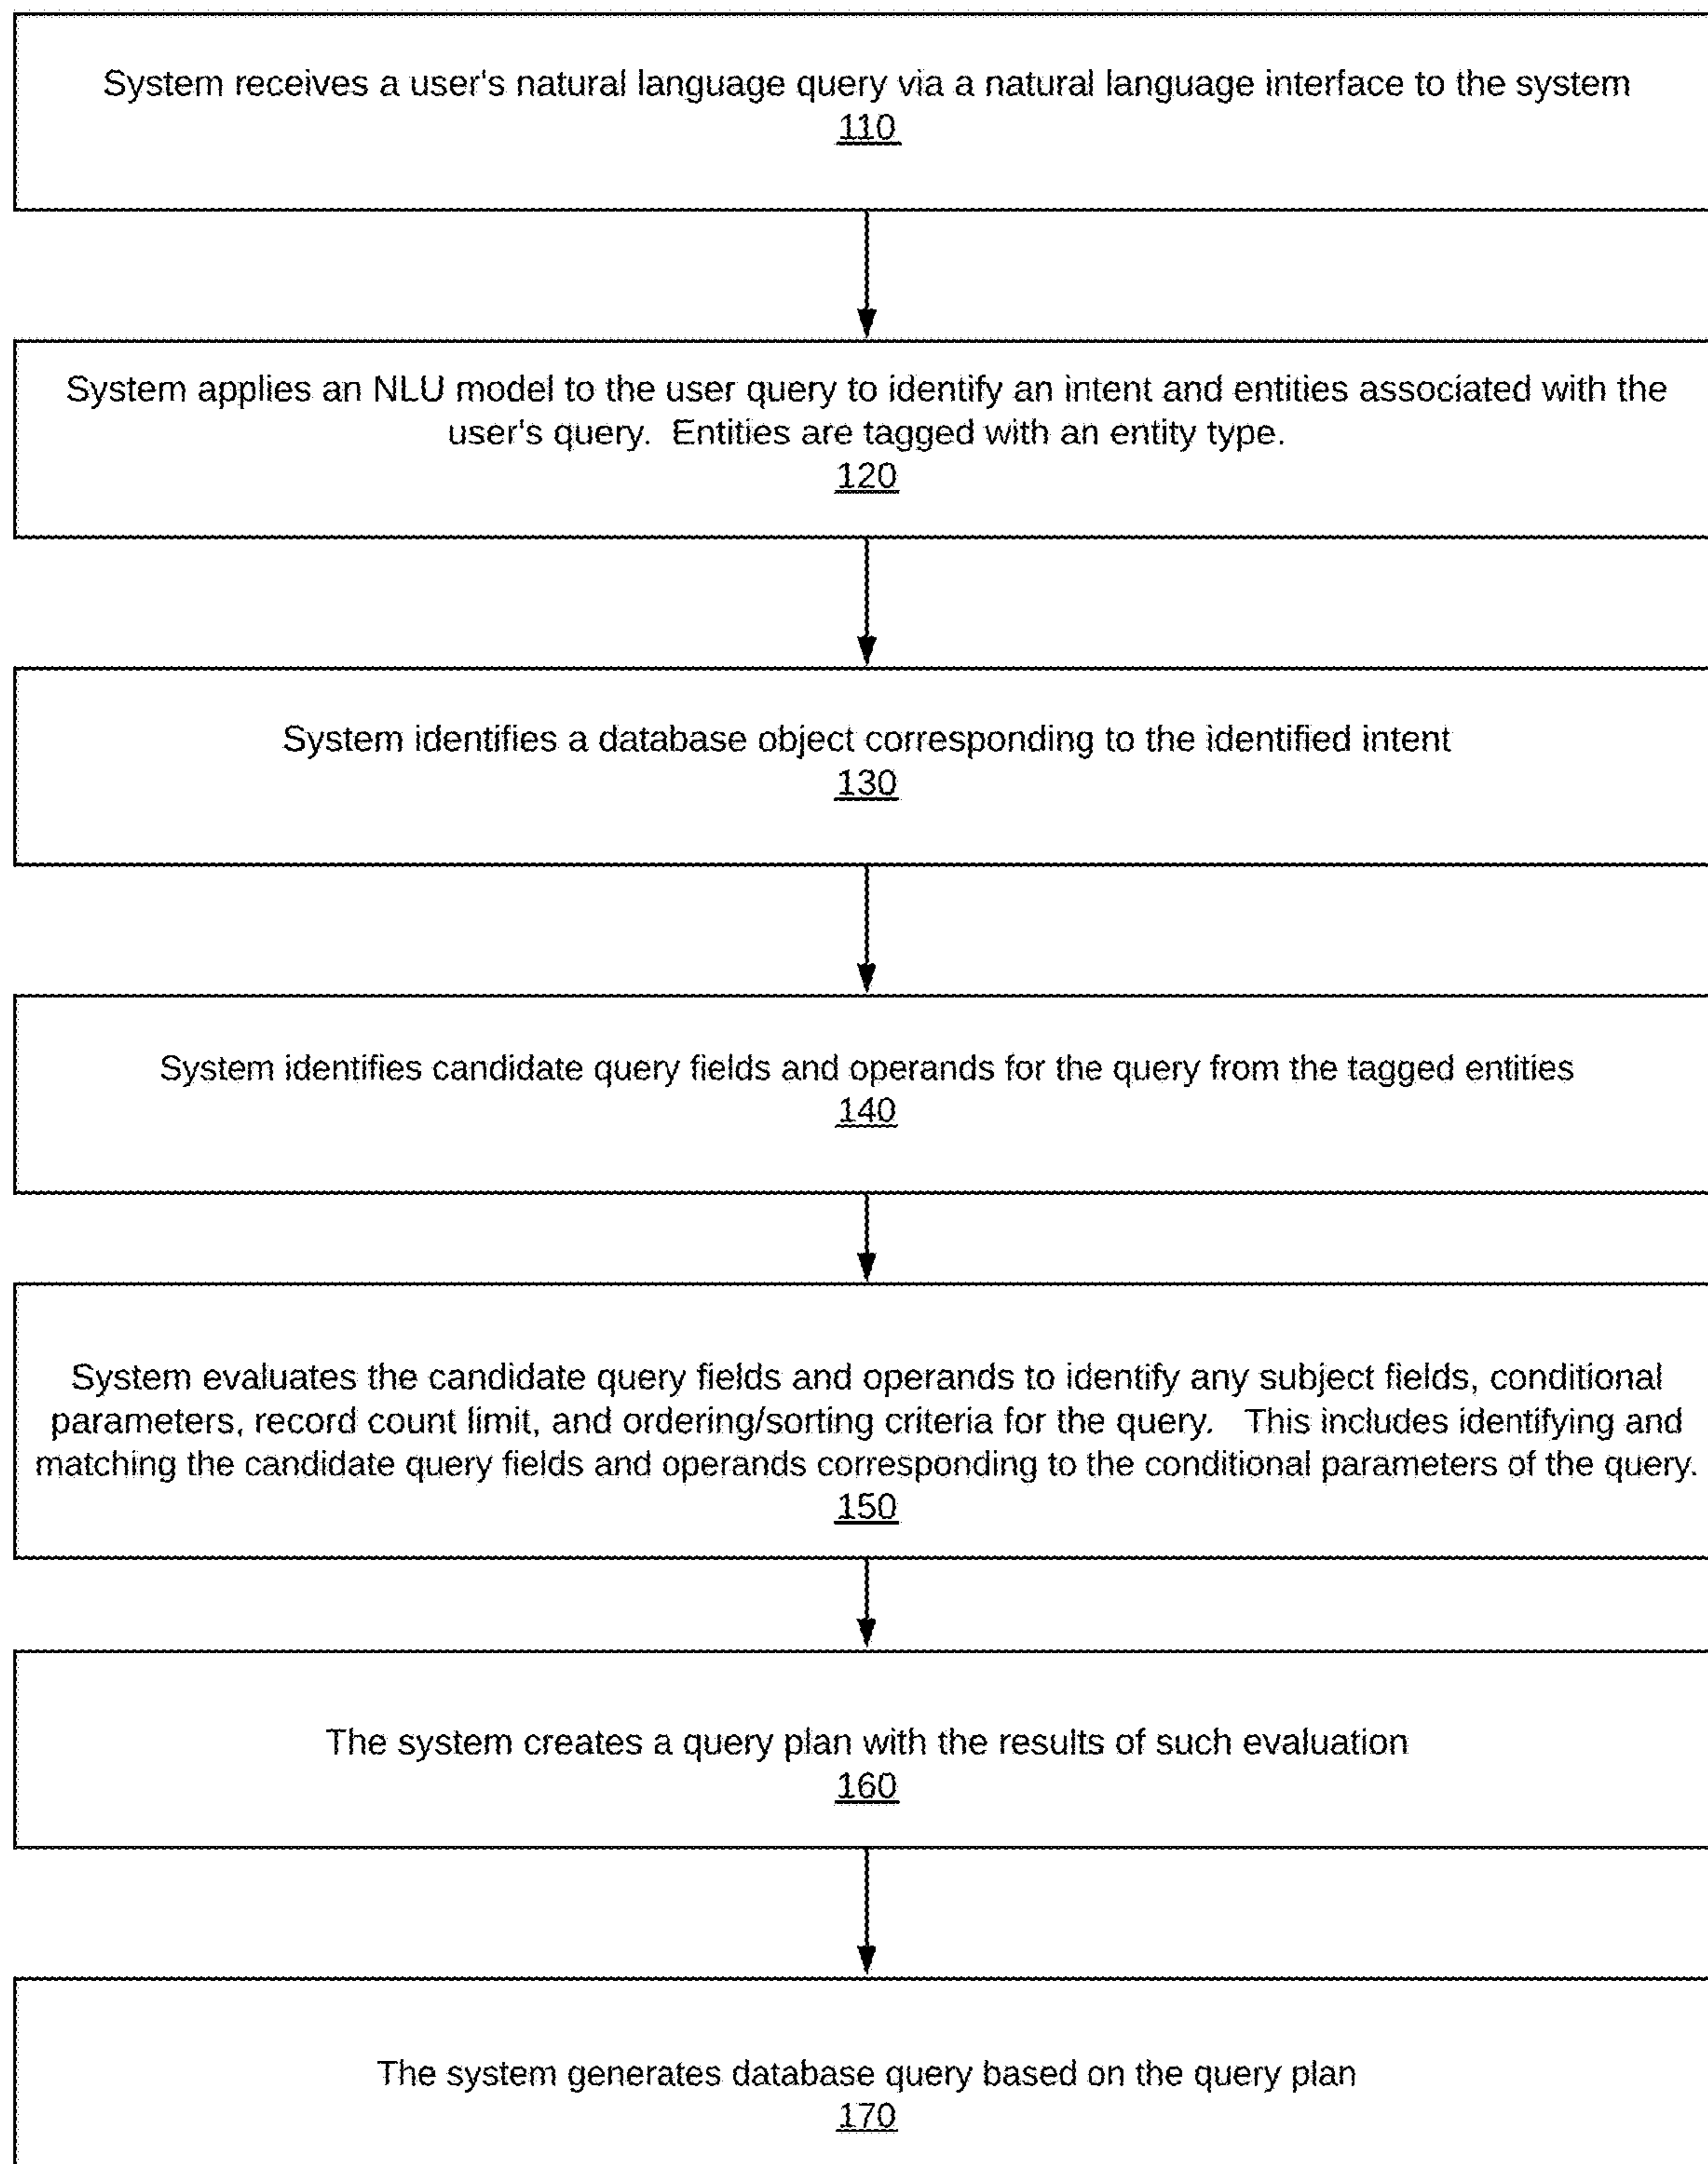 System receives a user's natural language query via a natural language interface to the system
110
System applies an NLU model to the user query to identify an intent and entities associated with the
user's query. Entities are tagged with an entity type.
120
System identifies a database object corresponding to the identified intent
130
System identifies candidate query fields and operands for the query from the tagged entities
140
System evaluates the candidate query fields and operands to identify any subject fields, conditional
parameters, record count limit, and ordering/sorting criteria for the query. This includes identifying and
matching the candidate query fields and operands corresponding to the conditional parameters of the query.
150
The system creates a query plan with the results of such evaluation
160
The system generates database query based on the query plan
170